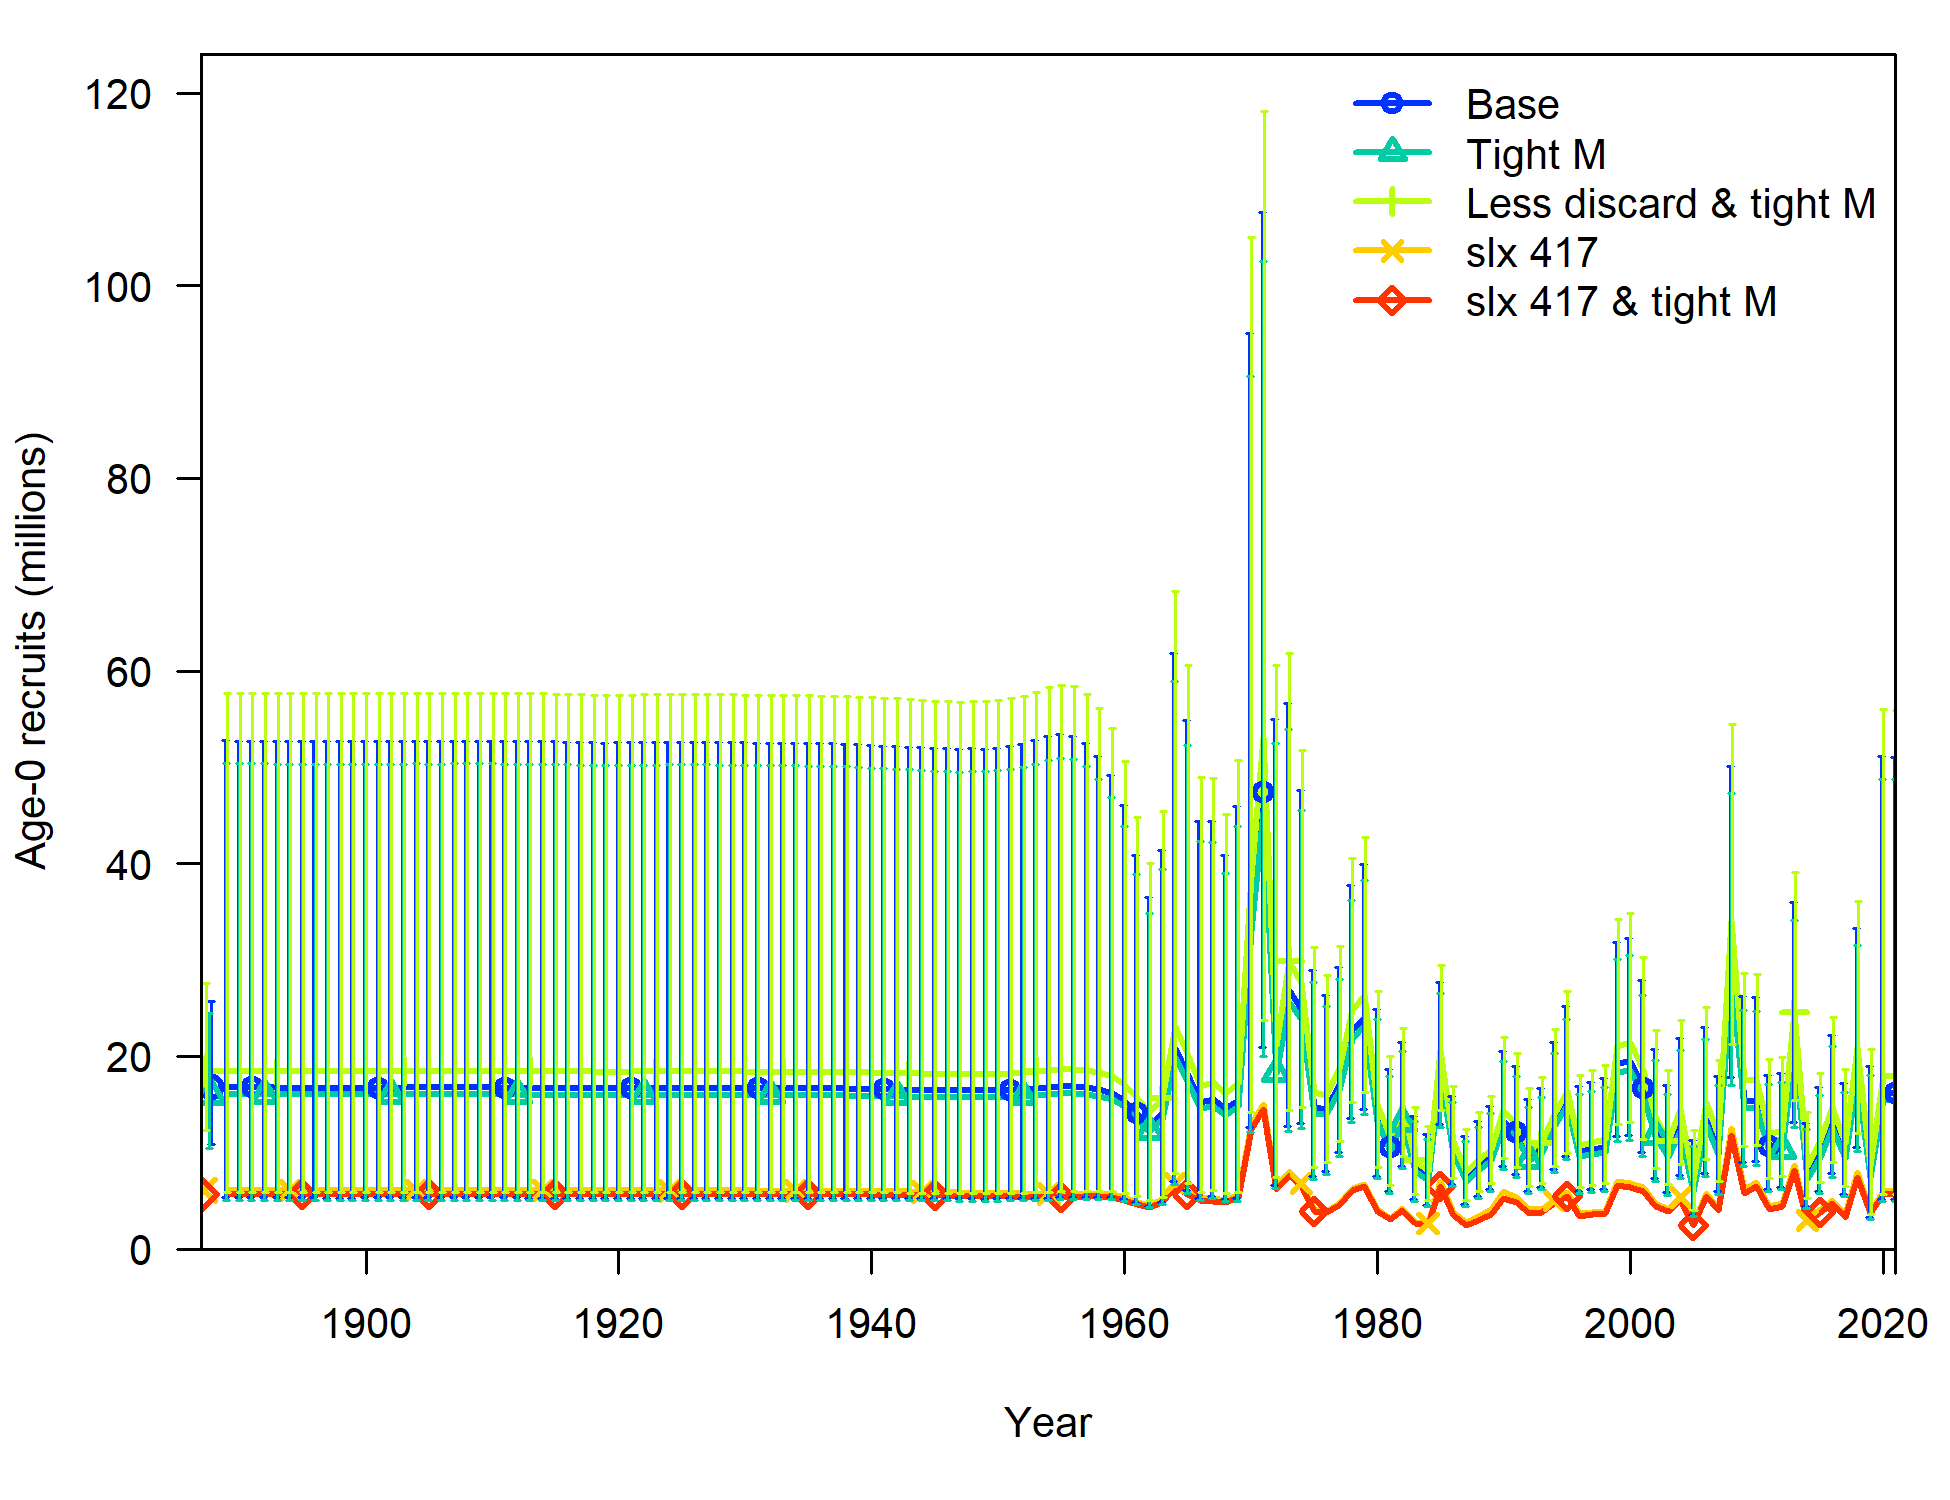 Base
Tight M
Less discard & tight M
slx 417
slx 417 & tight M
120
100
80
60
40
20
0
Age-0 recruits (millions)
1900 1920 1940 1960 1980 2000 2020
Year